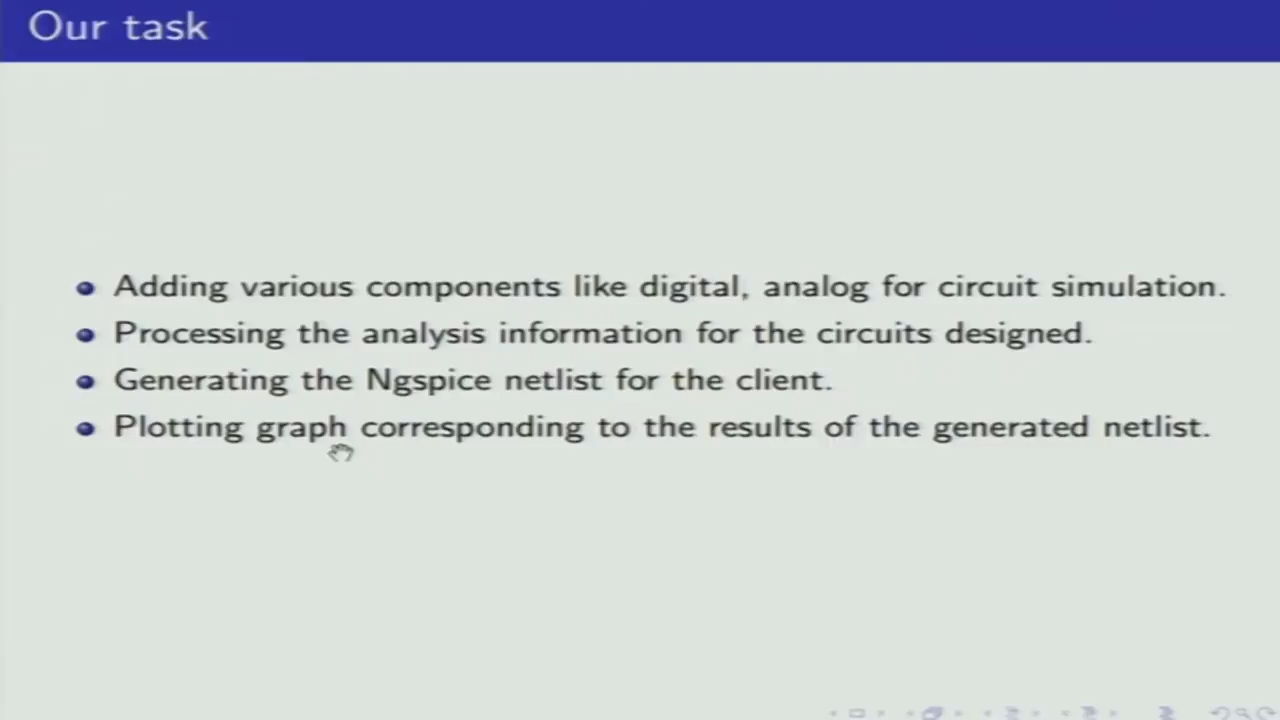 Our task
Adding various components like digital, analog for circuit simulation.
Processing the analysis information for the circuits designed.
Generating the Ngspice netlist for the client.
Plotting graph corresponding to the results of the generated netlist.